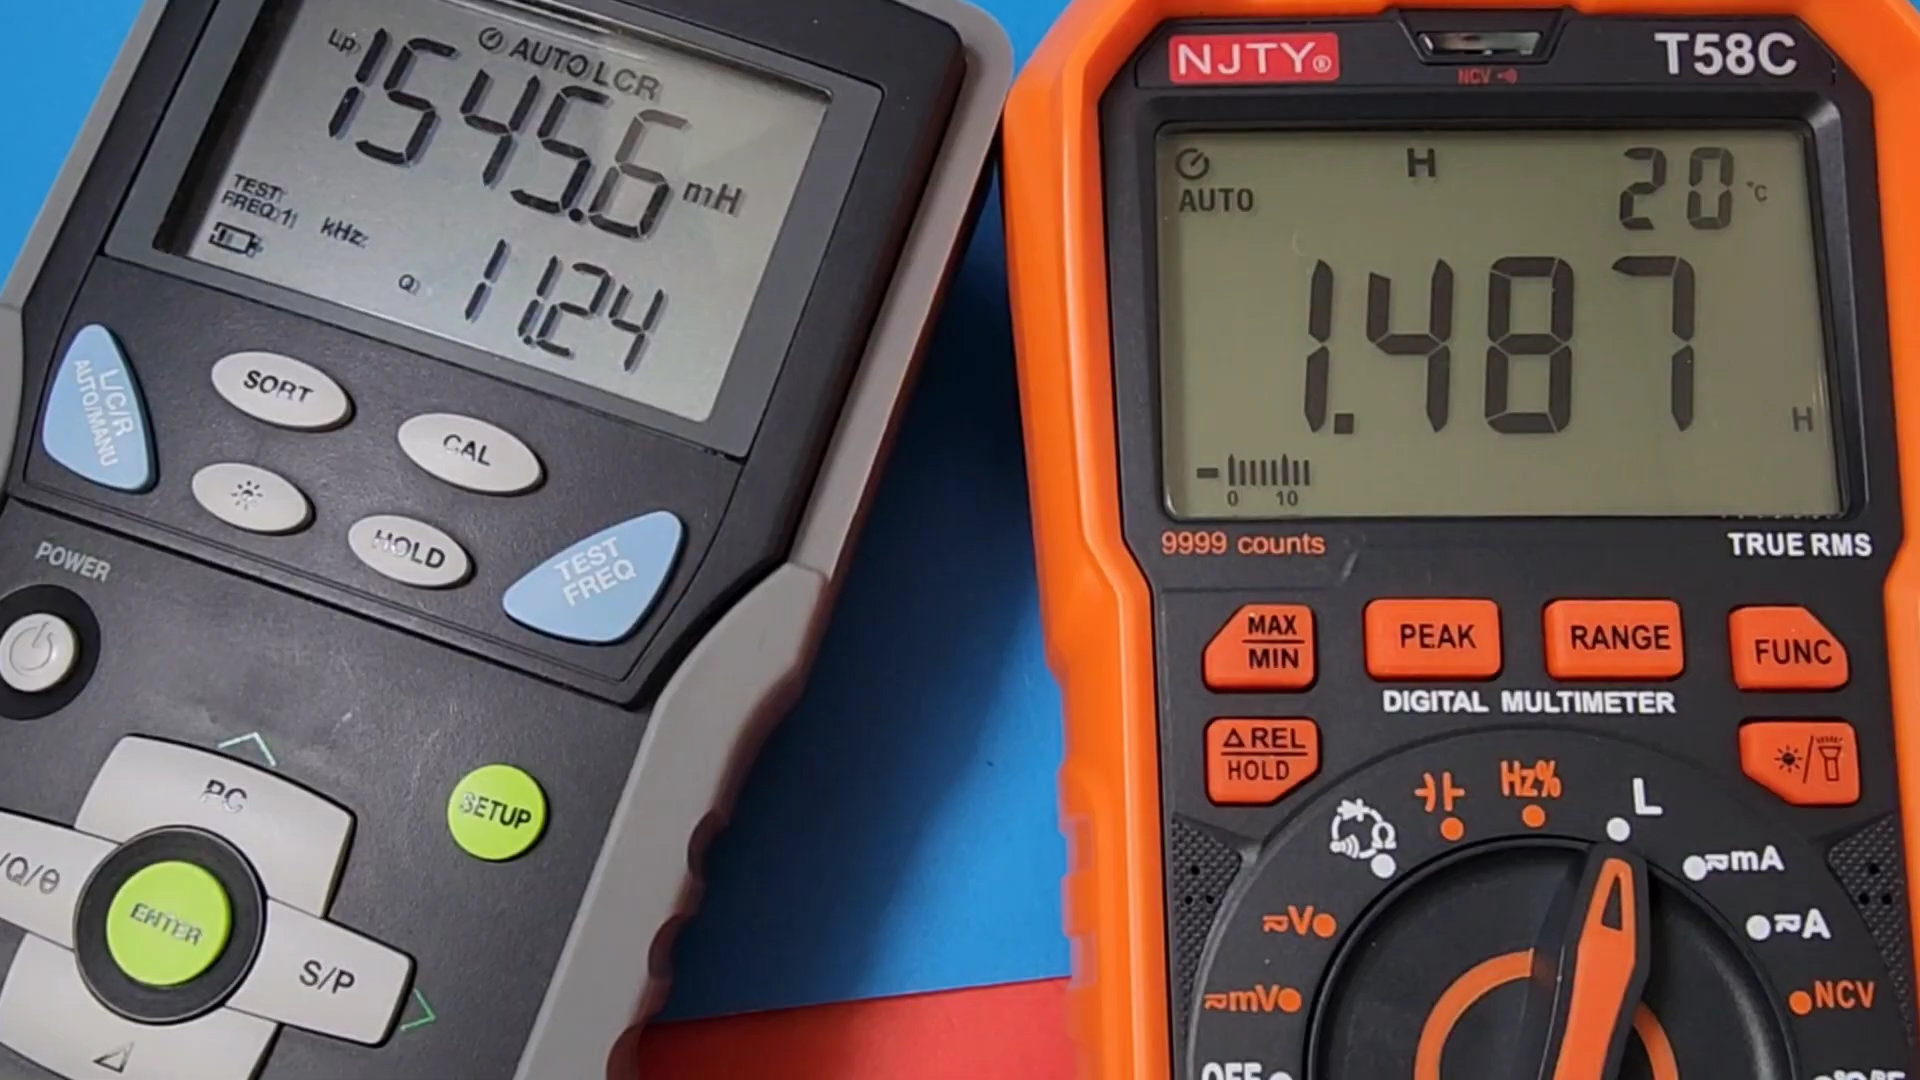 AUTO LCR
Lp 1545.6 mH
TEST
FREQ 1 kHz
Q 11.24
L/C/R
AUTO/MANU
SORT
CAL
HOLD
TEST
FREQ
POWER
PC
SETUP
/Q/θ
ENTER
S/P
NJTY®
NCV
T58C
AUTO
H
20 °C
1.487 H
0 10
9999 counts
TRUE RMS
MAX
MIN
PEAK
RANGE
FUNC
DIGITAL MULTIMETER
Δ REL
HOLD
Hz%
L
Ω
mA
V
A
mV
NCV
OFF